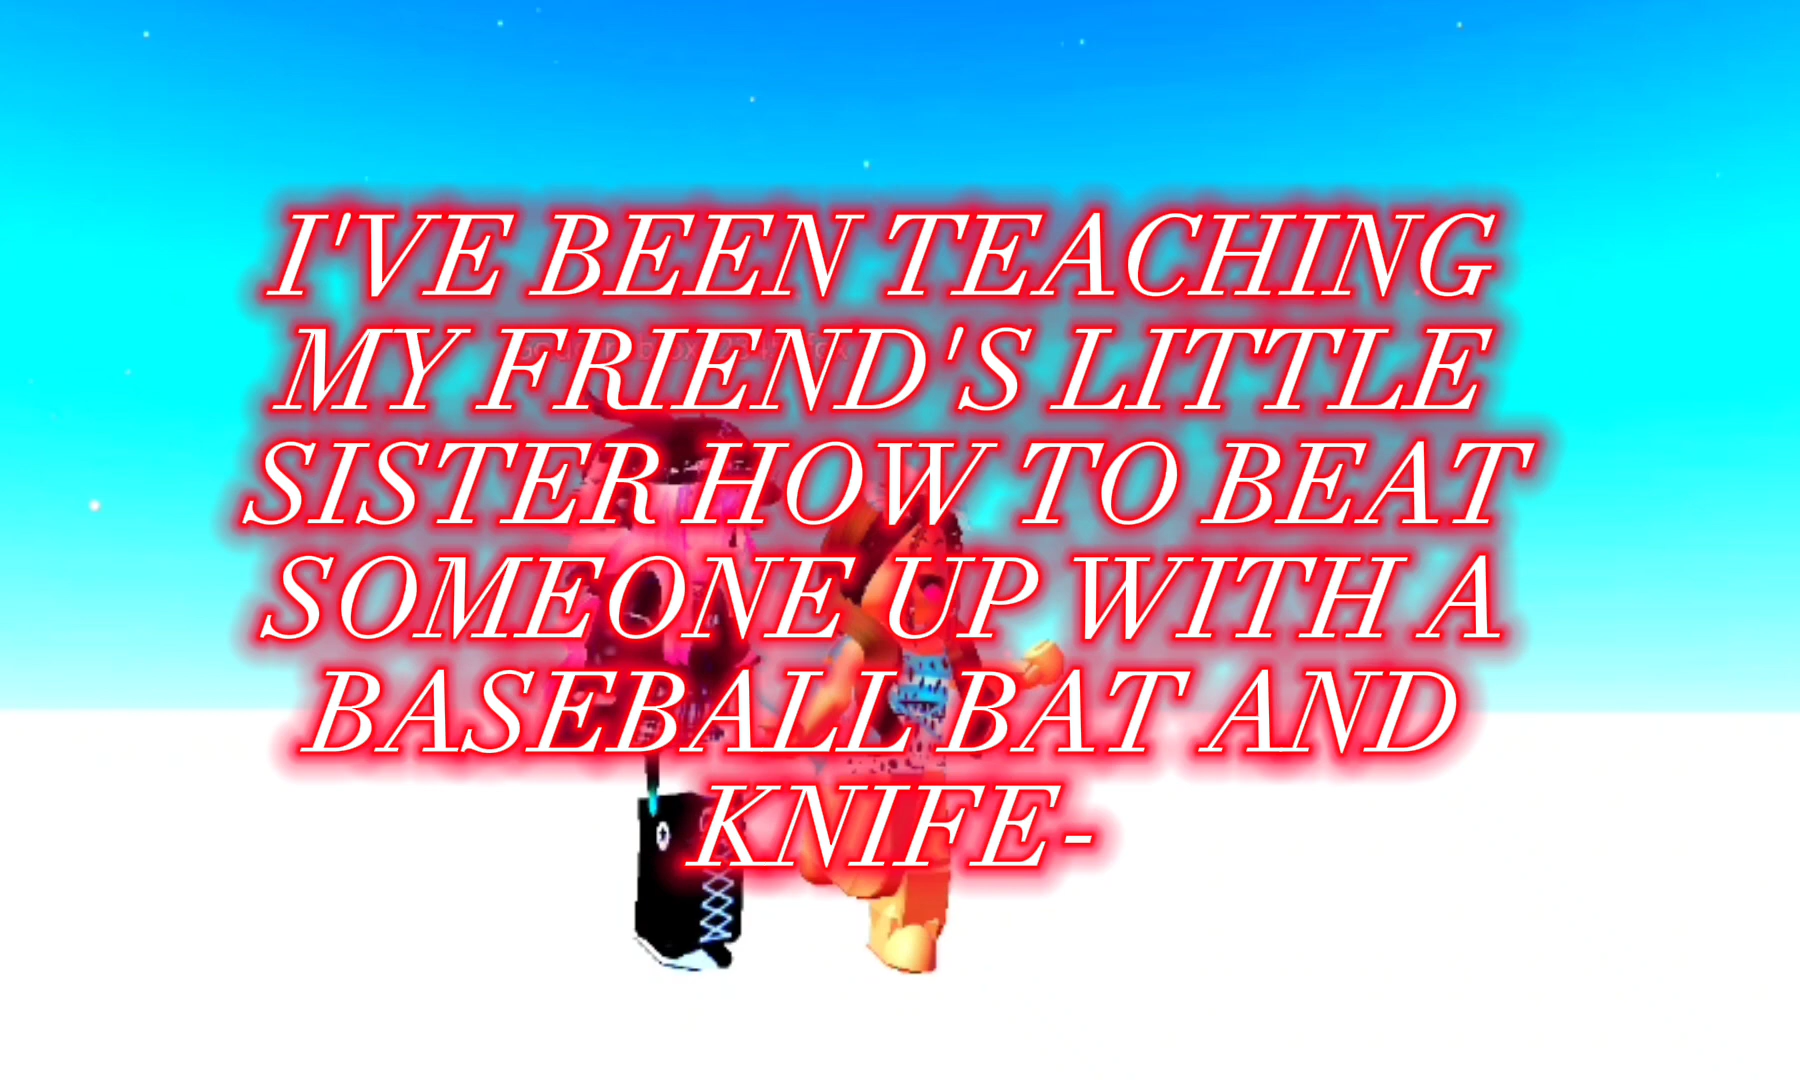 I'VE BEEN TEACHING
MY FRIEND'S LITTLE
SISTER HOW TO BEAT
SOMEONE UP WITH A
BASEBALL BAT AND
KNIFE-